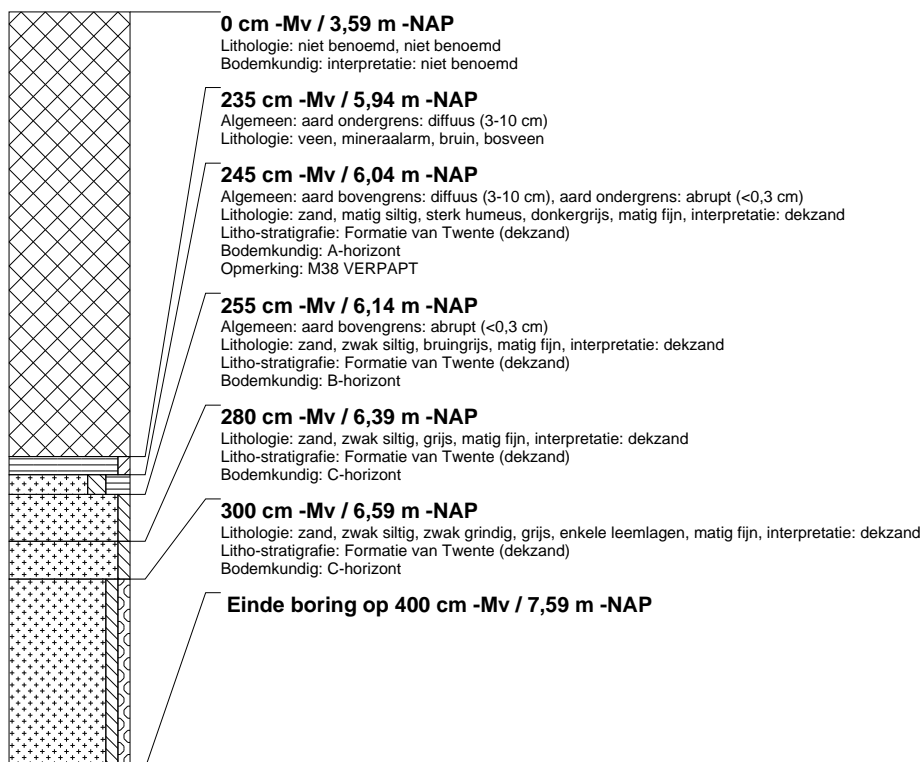 0 cm -Mv / 3,59 m -NAP
Lithologie: niet benoemd, niet benoemd
Bodemkundig: interpretatie: niet benoemd
235 cm -Mv / 5,94 m -NAP
Algemeen: aard ondergrens: diffuus (3-10 cm)
Lithologie: veen, mineraalarm, bruin, bosveen
245 cm -Mv / 6,04 m -NAP
Algemeen: aard bovengrens: diffuus (3-10 cm), aard ondergrens: abrupt (<0,3 cm)
Lithologie: zand, matig siltig, sterk humeus, donkergrijs, matig fijn, interpretatie: dekzand
Litho-stratigrafie: Formatie van Twente (dekzand)
Bodemkundig: A-horizont
Opmerking: M38 VERPAPT
255 cm -Mv / 6,14 m -NAP
Algemeen: aard bovengrens: abrupt (<0,3 cm)
Lithologie: zand, zwak siltig, bruingrijs, matig fijn, interpretatie: dekzand
Litho-stratigrafie: Formatie van Twente (dekzand)
Bodemkundig: B-horizont
280 cm -Mv / 6,39 m -NAP
Lithologie: zand, zwak siltig, grijs, matig fijn, interpretatie: dekzand
Litho-stratigrafie: Formatie van Twente (dekzand)
Bodemkundig: C-horizont
300 cm -Mv / 6,59 m -NAP
Lithologie: zand, zwak siltig, zwak grindig, grijs, enkele leemlagen, matig fijn, interpretatie: dekzand
Litho-stratigrafie: Formatie van Twente (dekzand)
Bodemkundig: C-horizont
Einde boring op 400 cm -Mv / 7,59 m -NAP